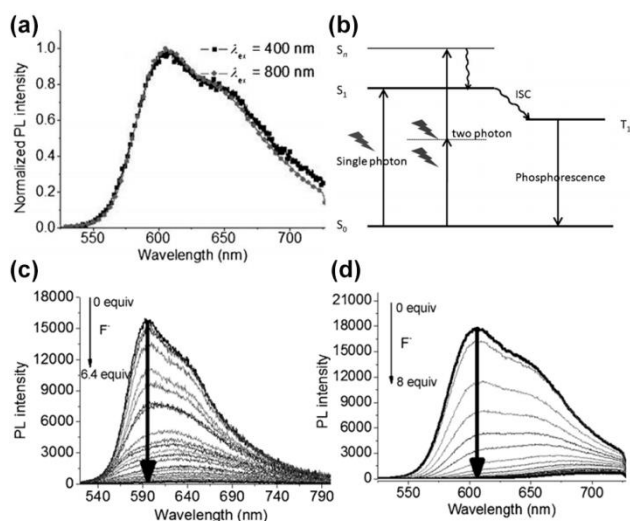 (a)
λex = 400 nm
λex = 800 nm
Normalized PL intensity
1.0
0.8
0.6
0.4
0.2
0.0
550 600 650 700
Wavelength (nm)
(b)
Sn
S1
ISC
T1
two photon
Single photon
Phosphorescence
S0
(c)
PL intensity
18000
15000
12000
9000
6000
3000
0
0 equiv
F-
6.4 equiv
540 590 640 690 740 790
Wavelength (nm)
(d)
PL intensity
21000
18000
15000
12000
9000
6000
3000
0
0 equiv
F-
8 equiv
550 600 650 700
Wavelength (nm)